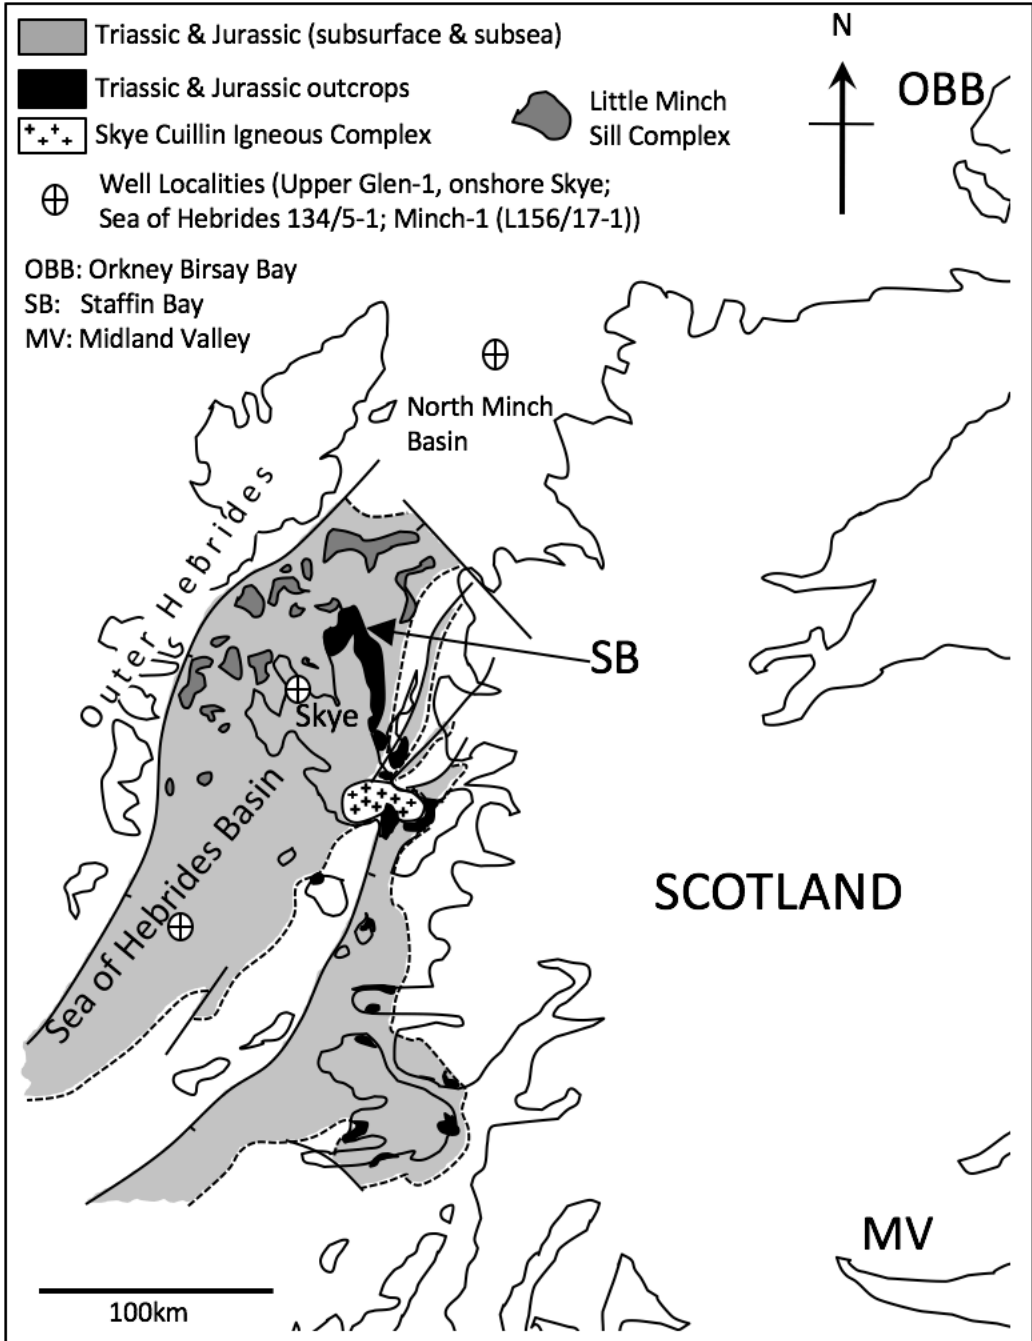 Triassic & Jurassic (subsurface & subsea)
Triassic & Jurassic outcrops
Skye Cuillin Igneous Complex
Little Minch
Sill Complex
N
OBB
Well Localities (Upper Glen-1, onshore Skye;
Sea of Hebrides 134/5-1; Minch-1 (L156/17-1))
OBB: Orkney Birsay Bay
SB: Staffin Bay
MV: Midland Valley
North Minch
Basin
Outer Hebrides
SB
Skye
Sea of Hebrides Basin
SCOTLAND
MV
100km